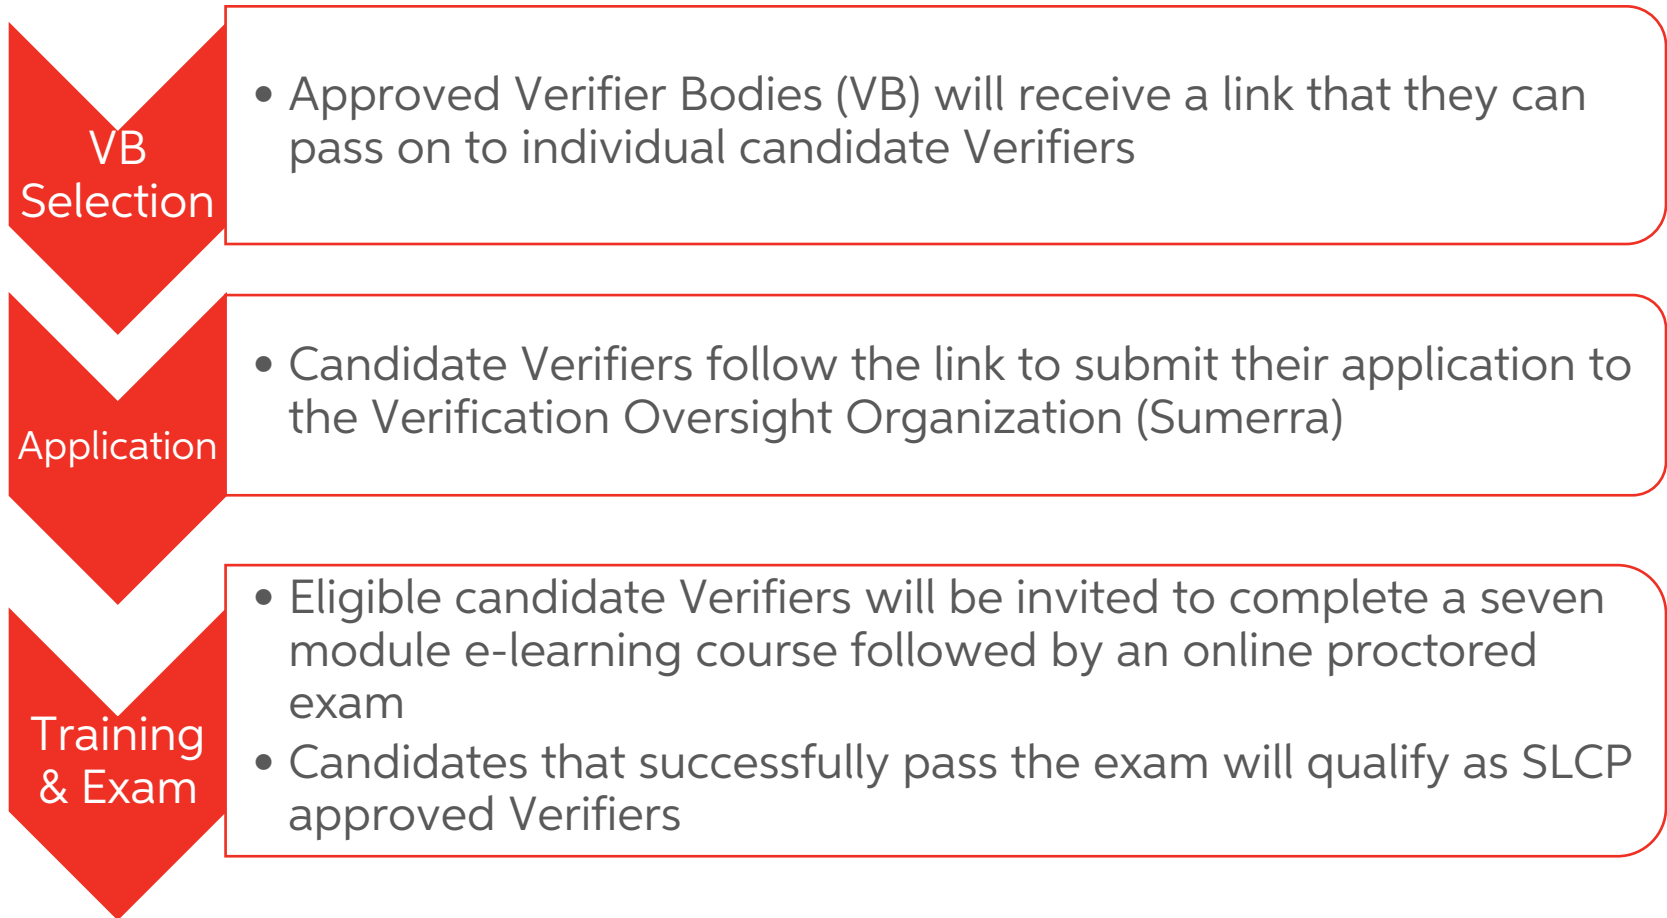 VB
Selection
• Approved Verifier Bodies (VB) will receive a link that they can
pass on to individual candidate Verifiers
Application
• Candidate Verifiers follow the link to submit their application to
the Verification Oversight Organization (Sumerra)
Training
& Exam
• Eligible candidate Verifiers will be invited to complete a seven
module e-learning course followed by an online proctored
exam
• Candidates that successfully pass the exam will qualify as SLCP
approved Verifiers